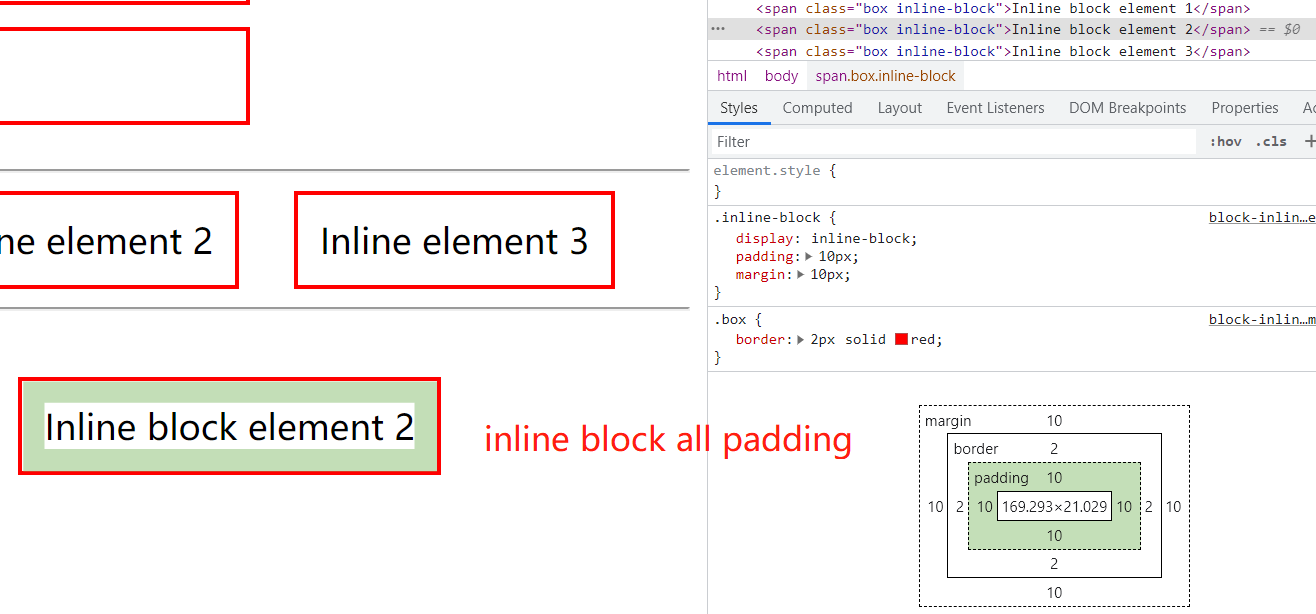 <span class="box inline-block">Inline block element 1</span>
··· <span class="box inline-block">Inline block element 2</span> == $0
<span class="box inline-block">Inline block element 3</span>
html body span.box.inline-block
Styles Computed Layout Event Listeners DOM Breakpoints Properties Ac
Filter :hov .cls +
element.style {
}
.inline-block { block-inlin…e
display: inline-block;
padding: ▶ 10px;
margin: ▶ 10px;
}
.box { block-inlin…m
border: ▶ 2px solid red;
}
ne element 2
Inline element 3
Inline block element 2
inline block all padding
margin 10
border 2
padding 10
10 2 10 169.293×21.029 10 2 10
10
2
10